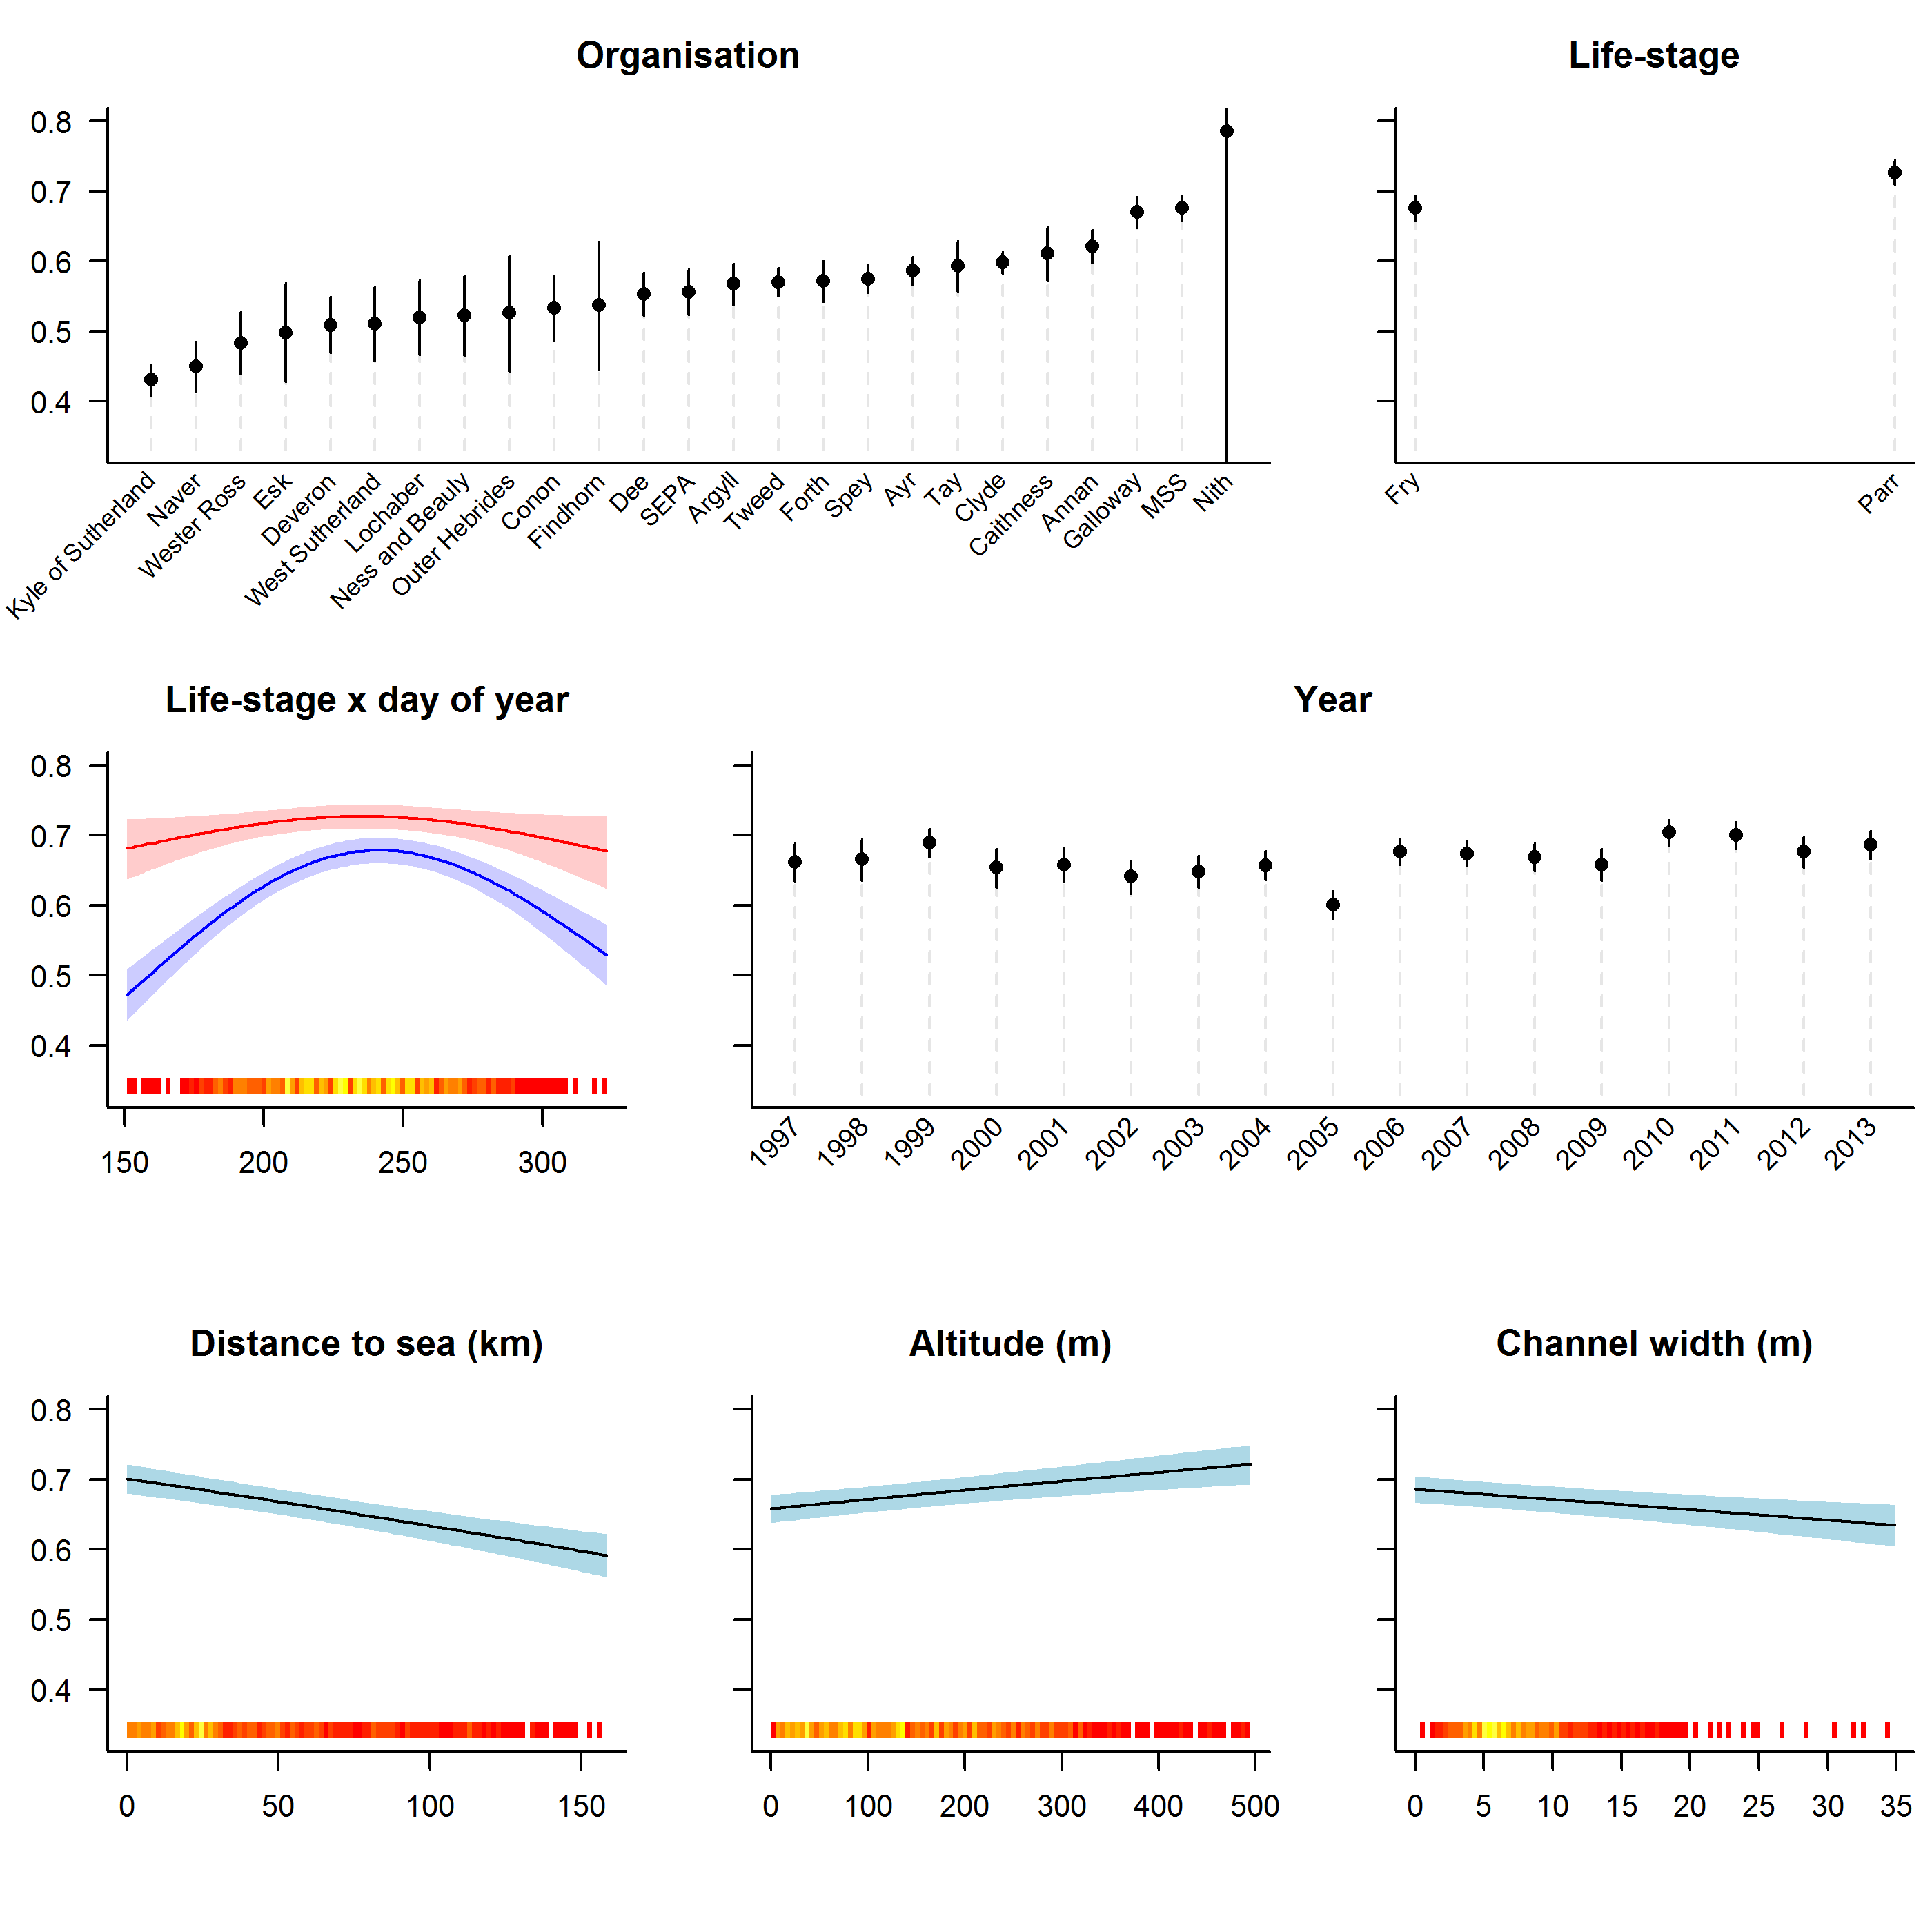 Organisation
Life-stage
0.8
0.7
0.6
0.5
0.4
Kyle of Sutherland
Naver
Wester Ross
Esk
Deveron
West Sutherland
Lochaber
Ness and Beauly
Outer Hebrides
Conon
Findhorn
Dee
SEPA
Argyll
Tweed
Forth
Spey
Ayr
Tay
Clyde
Caithness
Annan
Galloway
MSS
Nith
Fry
Parr
Life-stage x day of year
Year
0.8
0.7
0.6
0.5
0.4
150 200 250 300
1997
1998
1999
2000
2001
2002
2003
2004
2005
2006
2007
2008
2009
2010
2011
2012
2013
Distance to sea (km)
Altitude (m)
Channel width (m)
0.8
0.7
0.6
0.5
0.4
0 50 100 150
0 100 200 300 400 500
0 5 10 15 20 25 30 35